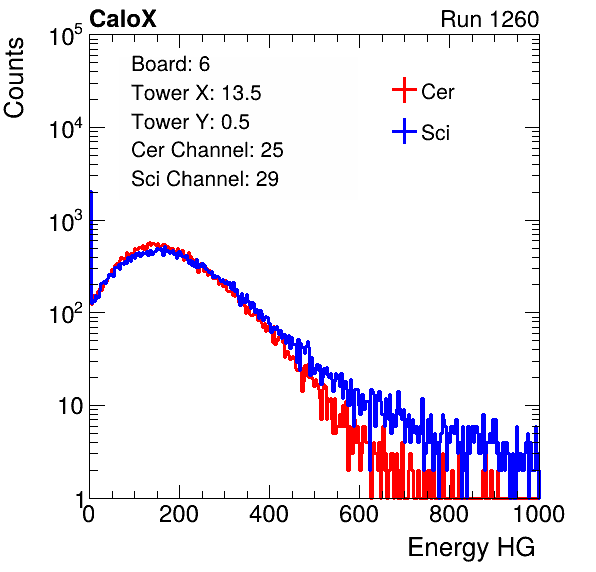 CaloX Run 1260
Counts
Board: 6
Tower X: 13.5
Tower Y: 0.5
Cer Channel: 25
Sci Channel: 29
Cer
Sci
10^5
10^4
10^3
10^2
10
1
0 200 400 600 800 1000
Energy HG